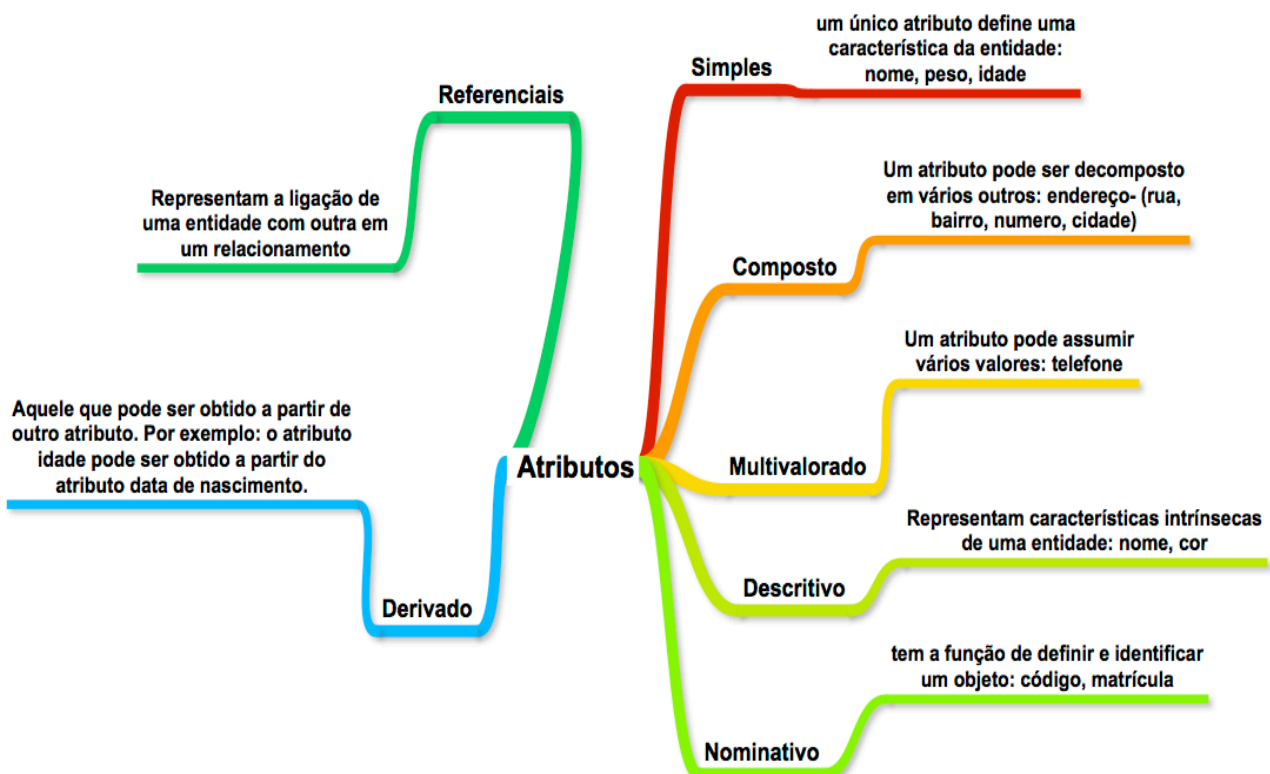 Atributos
Simples
um único atributo define uma
característica da entidade:
nome, peso, idade
Composto
Um atributo pode ser decomposto
em vários outros: endereço- (rua,
bairro, numero, cidade)
Multivalorado
Um atributo pode assumir
vários valores: telefone
Descritivo
Representam características intrínsecas
de uma entidade: nome, cor
Nominativo
tem a função de definir e identificar
um objeto: código, matrícula
Referenciais
Representam a ligação de
uma entidade com outra em
um relacionamento
Derivado
Aquele que pode ser obtido a partir de
outro atributo. Por exemplo: o atributo
idade pode ser obtido a partir do
atributo data de nascimento.